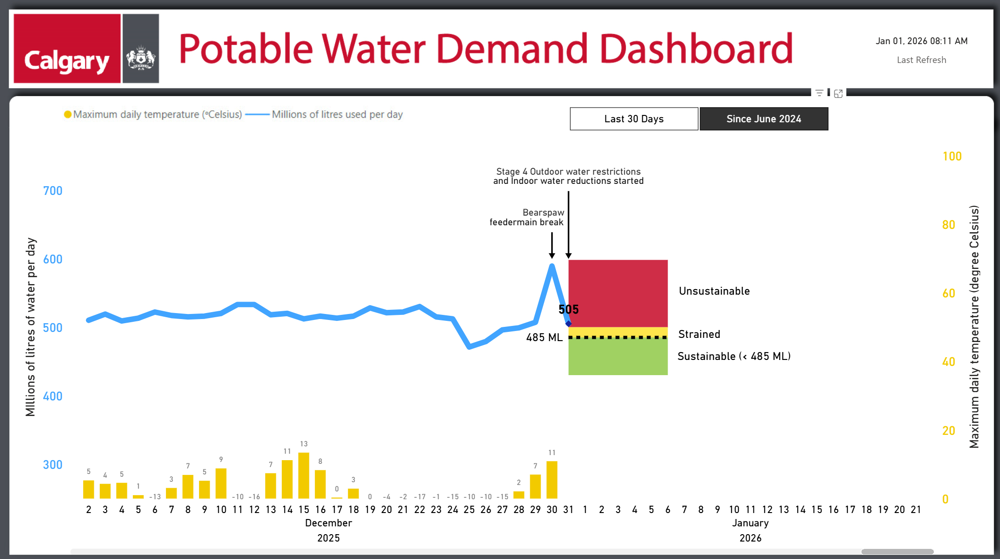 Calgary
Potable Water Demand Dashboard
Jan 01, 2026 08:11 AM
Last Refresh
Maximum daily temperature (ºCelsius)
Millions of litres used per day
Last 30 Days
Since June 2024
Stage 4 Outdoor water restrictions
and Indoor water reductions started
Bearspaw
feedermain break
MIllions of litres of water per day
700
600
500
400
300
505
485 ML
Unsustainable
Strained
Sustainable (< 485 ML)
100
80
60
40
20
0
Maximum daily temperature (degree Celsius)
5 4 5 1 -13 3 7 5 9 -10 -16 7 11 13 8 0 3 0 -4 -2 -17 -1 -15 -10 -10 -15 2 7 11
2 3 4 5 6 7 8 9 10 11 12 13 14 15 16 17 18 19 20 21 22 23 24 25 26 27 28 29 30 31 1 2 3 4 5 6 7 8 9 10 11 12 13 14 15 16 17 18 19 20 21
December
January
2025
2026